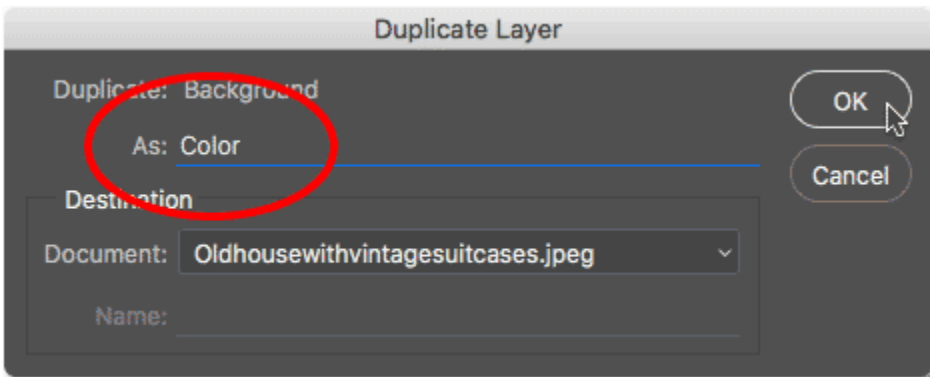 Duplicate Layer
Duplicate: Background
As: Color
OK
Cancel
Destination
Document: Oldhousewithvintagesuitcases.jpeg
Name: